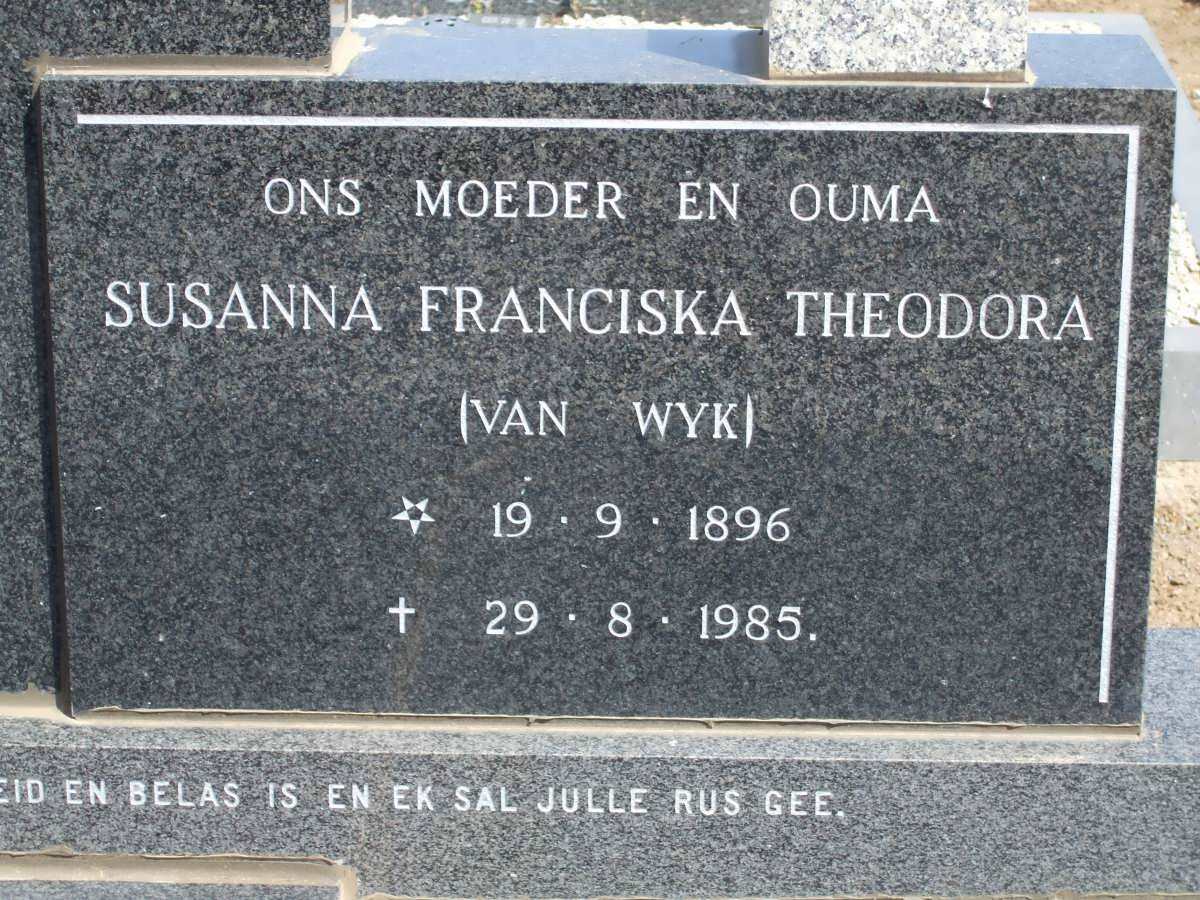 ONS MOEDER EN OUMA
SUSANNA FRANCISKA THEODORA
(VAN WYK)
19 · 9 · 1896
✝ 29 · 8 · 1985.
EID EN BELAS IS EN EK SAL JULLE RUS GEE.